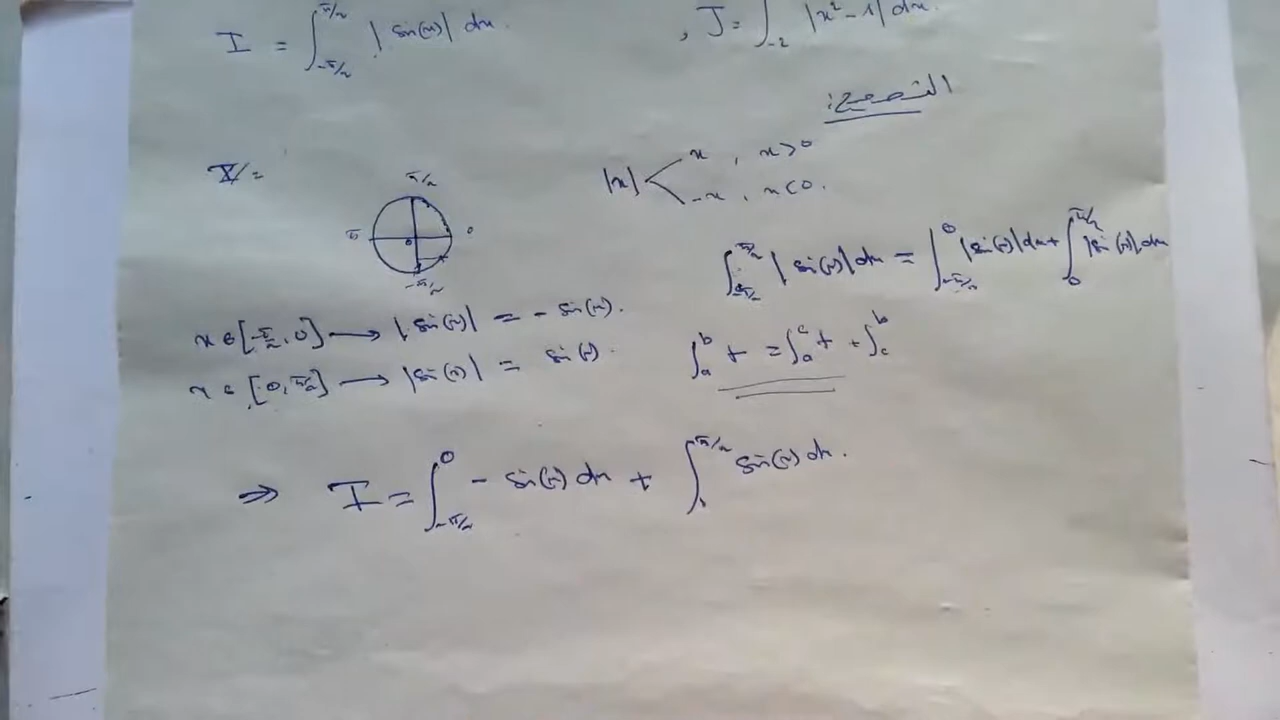 I = ∫_{-π/2}^{π/2} |sin(x)| dx. , J = ∫_{-2} |x²-1| dx.
التصحيح:
I/=
π/2
π 0 0
-π/2
|x| < x , x>0
-x , x<0.
∫_{-π/2}^{π/2} |sin(x)| dx = ∫_{-π/2}^{0} |sin(x)| dx + ∫_{0}^{π/2} |sin(x)| dx
x ∈ [-π/2, 0] → |sin(x)| = - sin(x).
x ∈ [0, π/2] → |sin(x)| = sin(x).
∫_a^b f = ∫_a^c f + ∫_c^b
⇒ I = ∫_{-π/2}^{0} - sin(x) dx + ∫^{π/2} sin(x) dx.